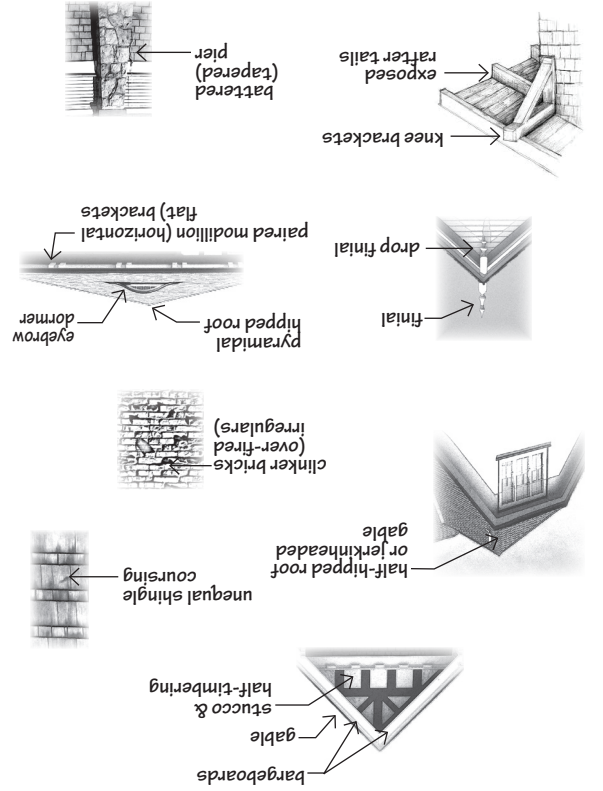 bargeboards
gable
stucco &
half-timbering
unequal shingle
coursing
half-hipped roof
or jerkinheaded
gable
clinker bricks
(over-fired
irregulars)
pyramidal
hipped roof
eyebrow
dormer
paired modillion (horizontal
flat) brackets
finial
drop finial
battered
(tapered)
pier
knee brackets
exposed
rafter tails